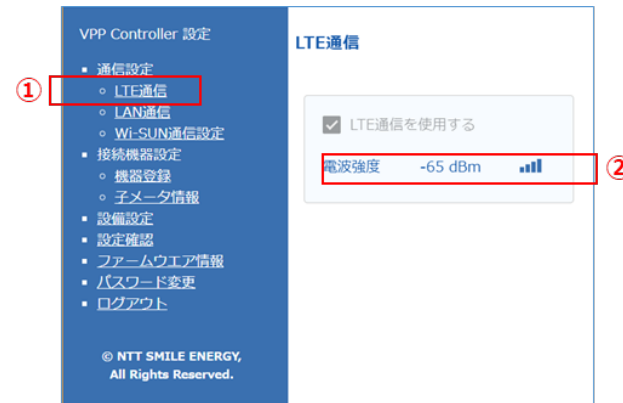 VPP Controller 設定
通信設定
① LTE通信
LAN通信
Wi-SUN通信設定
接続機器設定
機器登録
子メータ情報
設備設定
設定確認
ファームウエア情報
パスワード変更
ログアウト
© NTT SMILE ENERGY,
All Rights Reserved.
LTE通信
LTE通信を使用する
電波強度 -65 dBm ②